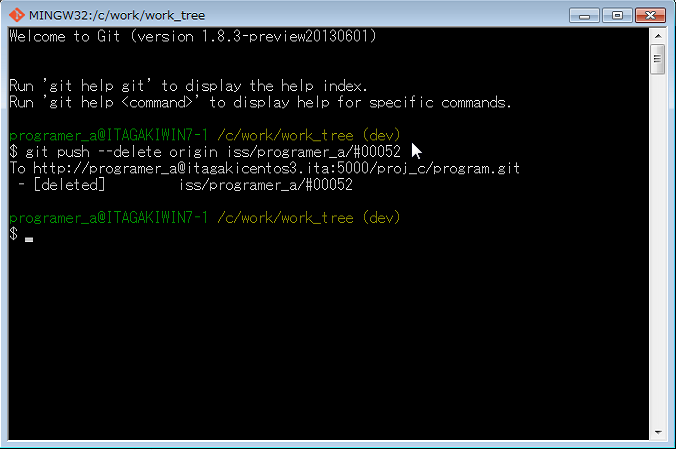 MINGW32:/c/work/work_tree
Welcome to Git (version 1.8.3-preview20130601)
Run 'git help git' to display the help index.
Run 'git help <command>' to display help for specific commands.
programer_a@ITAGAKIWIN7-1 /c/work/work_tree (dev)
$ git push --delete origin iss/programer_a/#00052
To http://programer_a@itagakicentos3.ita:5000/proj_c/program.git
 - [deleted]         iss/programer_a/#00052
programer_a@ITAGAKIWIN7-1 /c/work/work_tree (dev)
$